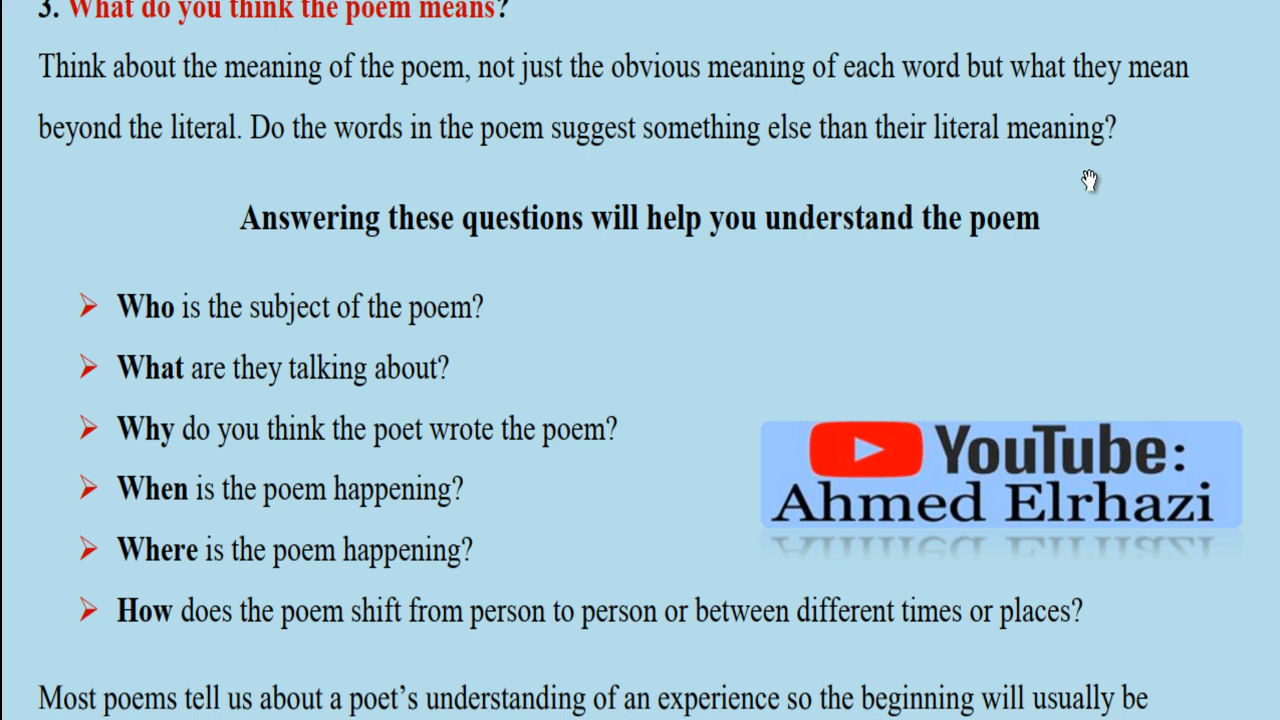 3. What do you think the poem means?
Think about the meaning of the poem, not just the obvious meaning of each word but what they mean
beyond the literal. Do the words in the poem suggest something else than their literal meaning?
Answering these questions will help you understand the poem
Who is the subject of the poem?
What are they talking about?
Why do you think the poet wrote the poem?
When is the poem happening?
Where is the poem happening?
How does the poem shift from person to person or between different times or places?
YouTube:
Ahmed Elrhazi
Most poems tell us about a poet’s understanding of an experience so the beginning will usually be